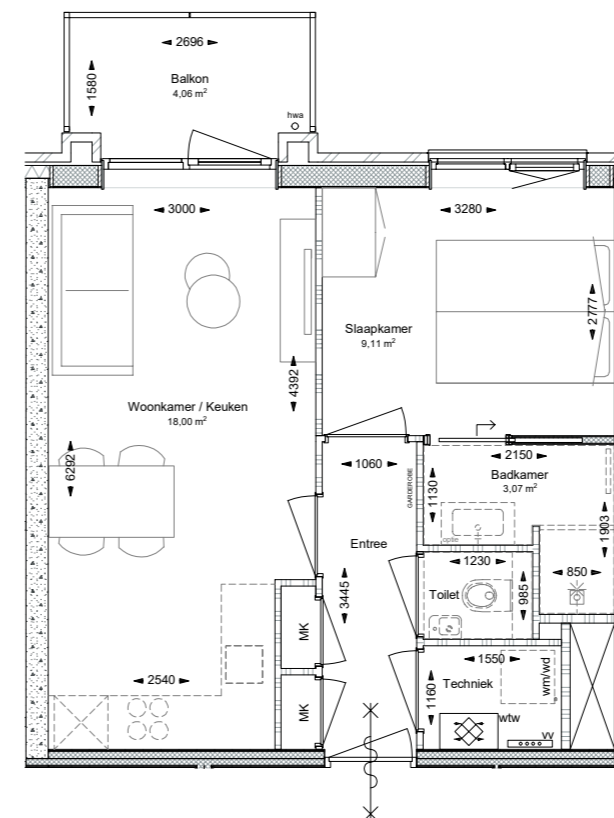 2696
1580
Balkon
4,06 m²
hwa
3000
3280
2777
Slaapkamer
9,11 m²
4392
Woonkamer / Keuken
18,00 m²
6292
1060
GARDEROBE
2150
Badkamer
3,07 m²
1130
1903
optie
Entree
1230
850
Toilet
985
3445
MK
2540
MK
1550
Techniek
wm/wd
1160
wtw
VV